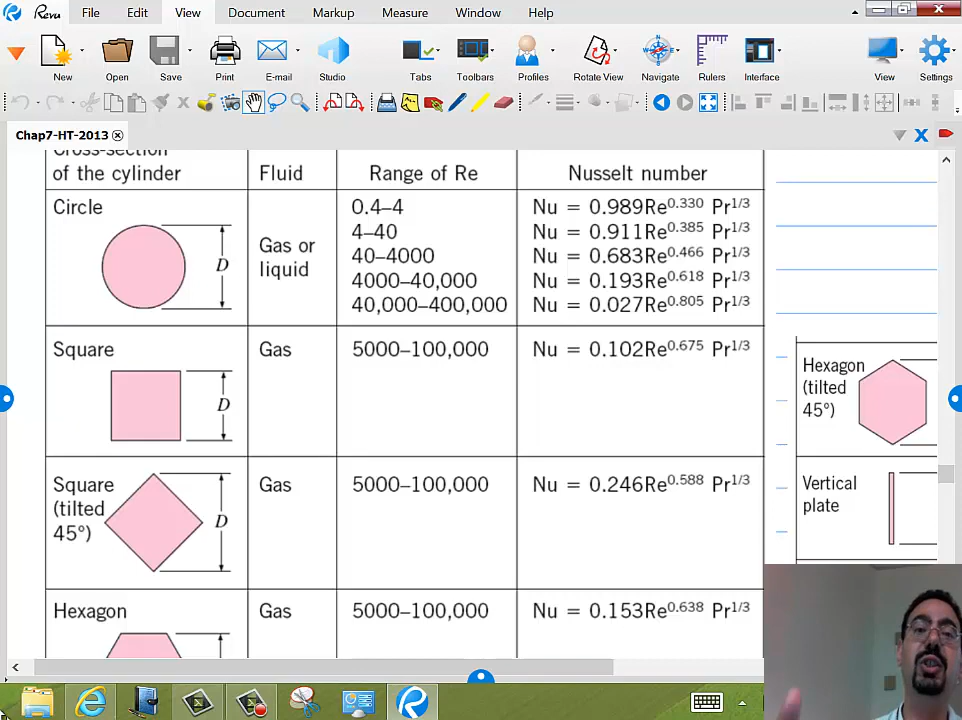 Revu File Edit View Document Markup Measure Window Help
New Open Save Print E-mail Studio Tabs Toolbars Profiles Rotate View Navigate Rulers Interface View Settings
Chap7-HT-2013
Cross-section
of the cylinder Fluid Range of Re Nusselt number
Circle
D
Gas or
liquid
0.4–4 Nu = 0.989Re^0.330 Pr^1/3
4–40 Nu = 0.911Re^0.385 Pr^1/3
40–4000 Nu = 0.683Re^0.466 Pr^1/3
4000–40,000 Nu = 0.193Re^0.618 Pr^1/3
40,000–400,000 Nu = 0.027Re^0.805 Pr^1/3
Square Gas 5000–100,000 Nu = 0.102Re^0.675 Pr^1/3
D
Square
(tilted
45°)
D
Gas 5000–100,000 Nu = 0.246Re^0.588 Pr^1/3
Hexagon Gas 5000–100,000 Nu = 0.153Re^0.638 Pr^1/3
Hexagon
(tilted
45°)
Vertical
plate